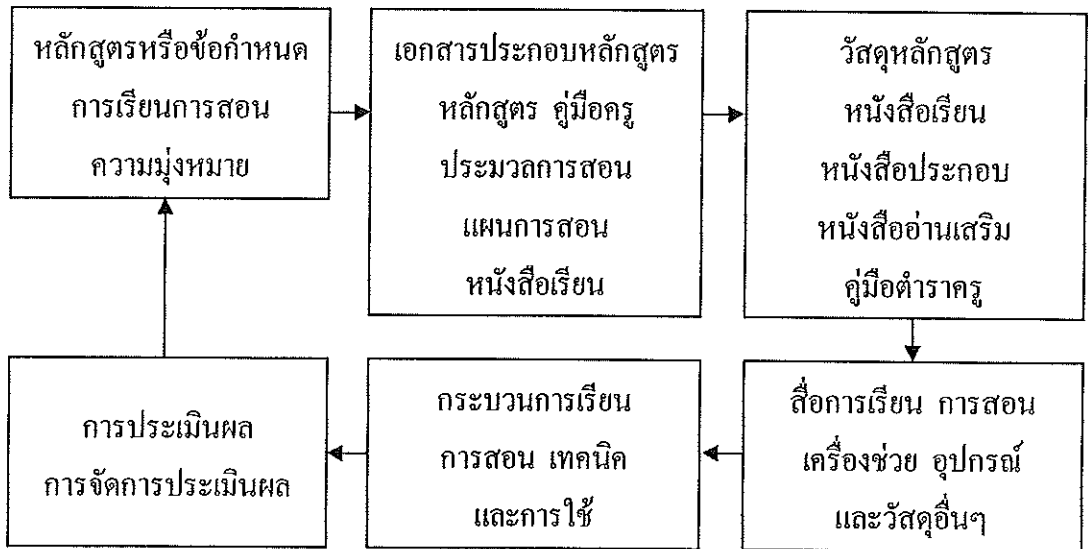 หลักสูตรหรือข้อกำหนด
การเรียนการสอน
ความมุ่งหมาย
เอกสารประกอบหลักสูตร
หลักสูตร คู่มือครู
ประมวลการสอน
แผนการสอน
หนังสือเรียน
วัสดุหลักสูตร
หนังสือเรียน
หนังสือประกอบ
หนังสืออ่านเสริม
คู่มือตำราครู
สื่อการเรียน การสอน
เครื่องช่วย อุปกรณ์
และวัสดุอื่นๆ
กระบวนการเรียน
การสอน เทคนิค
และการใช้
การประเมินผล
การจัดการประเมินผล